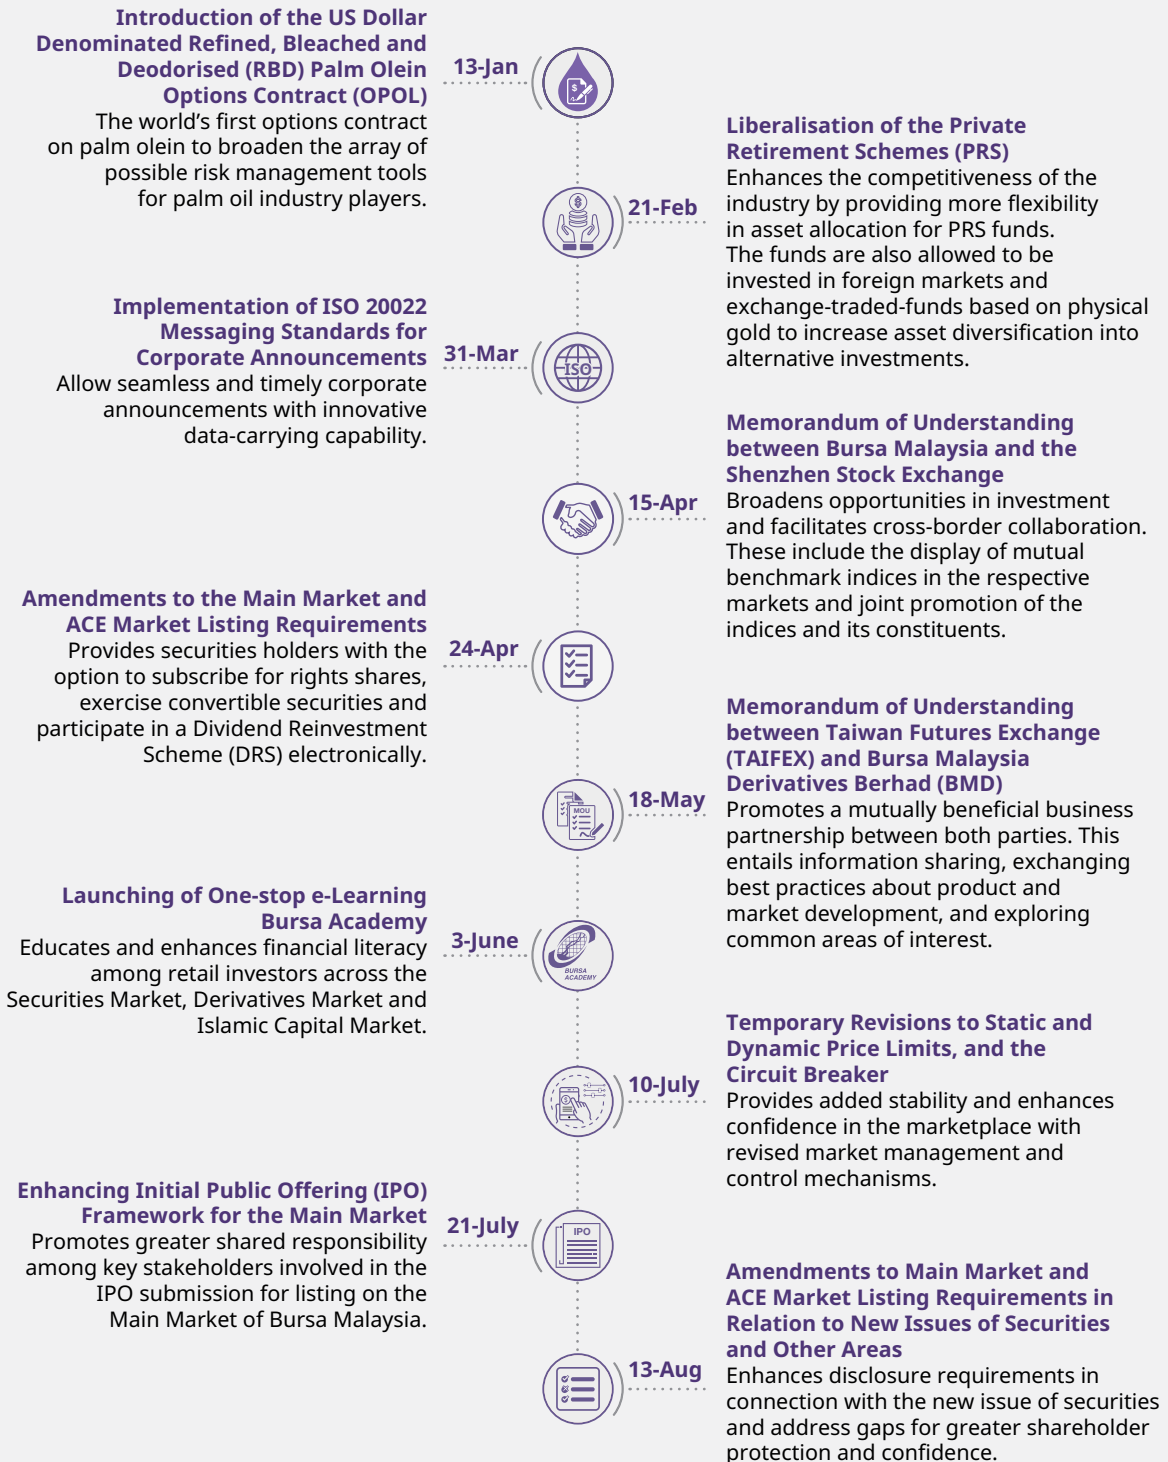 Introduction of the US Dollar
Denominated Refined, Bleached and
Deodorised (RBD) Palm Olein
Options Contract (OPOL)
The world's first options contract
on palm olein to broaden the array of
possible risk management tools
for palm oil industry players.
13-Jan
$
21-Feb
Liberalisation of the Private
Retirement Schemes (PRS)
Enhances the competitiveness of the
industry by providing more flexibility
in asset allocation for PRS funds.
The funds are also allowed to be
invested in foreign markets and
exchange-traded-funds based on physical
gold to increase asset diversification into
alternative investments.
$
Implementation of ISO 20022
Messaging Standards for
Corporate Announcements
Allow seamless and timely corporate
announcements with innovative
data-carrying capability.
31-Mar
ISO
15-Apr
Memorandum of Understanding
between Bursa Malaysia and the
Shenzhen Stock Exchange
Broadens opportunities in investment
and facilitates cross-border collaboration.
These include the display of mutual
benchmark indices in the respective
markets and joint promotion of the
indices and its constituents.
Amendments to the Main Market and
ACE Market Listing Requirements
Provides securities holders with the
option to subscribe for rights shares,
exercise convertible securities and
participate in a Dividend Reinvestment
Scheme (DRS) electronically.
24-Apr
18-May
MOU
Memorandum of Understanding
between Taiwan Futures Exchange
(TAIFEX) and Bursa Malaysia
Derivatives Berhad (BMD)
Promotes a mutually beneficial business
partnership between both parties. This
entails information sharing, exchanging
best practices about product and
market development, and exploring
common areas of interest.
Launching of One-stop e-Learning
Bursa Academy
Educates and enhances financial literacy
among retail investors across the
Securities Market, Derivatives Market and
Islamic Capital Market.
3-June
BURSA
ACADEMY
10-July
$
Temporary Revisions to Static and
Dynamic Price Limits, and the
Circuit Breaker
Provides added stability and enhances
confidence in the marketplace with
revised market management and
control mechanisms.
Enhancing Initial Public Offering (IPO)
Framework for the Main Market
Promotes greater shared responsibility
among key stakeholders involved in the
IPO submission for listing on the
Main Market of Bursa Malaysia.
21-July
IPO
13-Aug
Amendments to Main Market and
ACE Market Listing Requirements in
Relation to New Issues of Securities
and Other Areas
Enhances disclosure requirements in
connection with the new issue of securities
and address gaps for greater shareholder
protection and confidence.